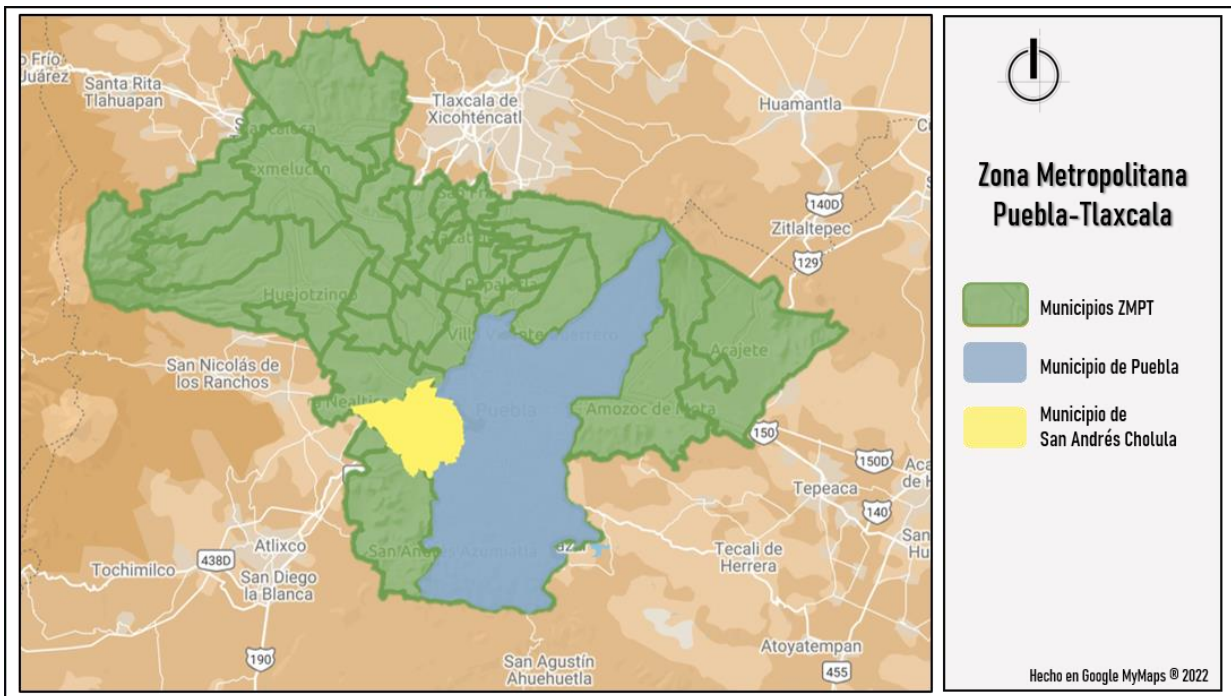 o Frío
Juárez
Santa Rita
Tlahuapan
Tlaxcala de
Xicohténcatl
Huamantla
140D
Zitlaltepec
129
Huejotzingo
Papalotla
Acajete
San Nicolás de
los Ranchos
Puebla
Amozoc de Mota
150
150D
Tepeaca
140
Atlixco
438D
Tochimilco
San Diego
la Blanca
Tecali de
Herrera
190
San Agustín
Ahuehuetla
Atoyatempan
455
Zona Metropolitana
Puebla-Tlaxcala
Municipios ZMPT
Municipio de Puebla
Municipio de
San Andrés Cholula
Hecho en Google MyMaps ® 2022